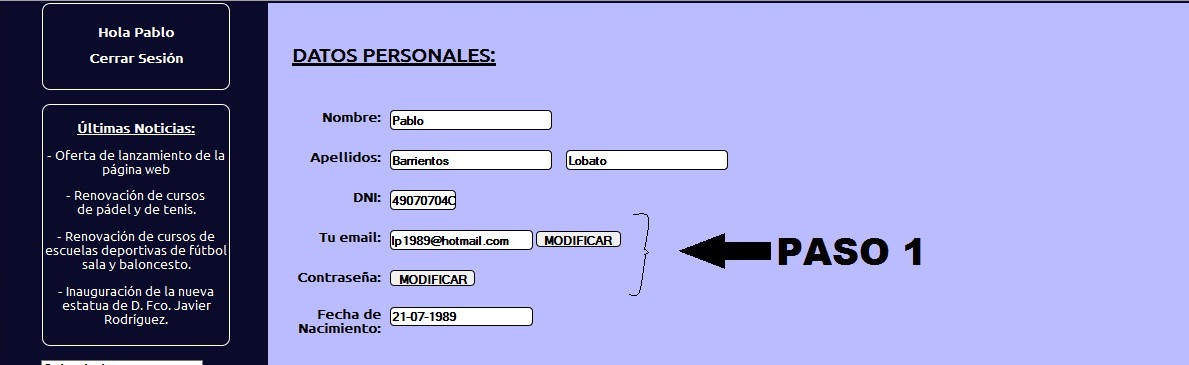 Hola Pablo
Cerrar Sesión
Últimas Noticias:
- Oferta de lanzamiento de la
página web
- Renovación de cursos
de pádel y de tenis.
- Renovación de cursos de
escuelas deportivas de fútbol
sala y baloncesto.
- Inauguración de la nueva
estatua de D. Fco. Javier
Rodríguez.
DATOS PERSONALES:
Nombre: Pablo
Apellidos: Barrientos Lobato
DNI: 49070704C
Tu email: lp1989@hotmail.com MODIFICAR
Contraseña: MODIFICAR
Fecha de
Nacimiento: 21-07-1989
PASO 1